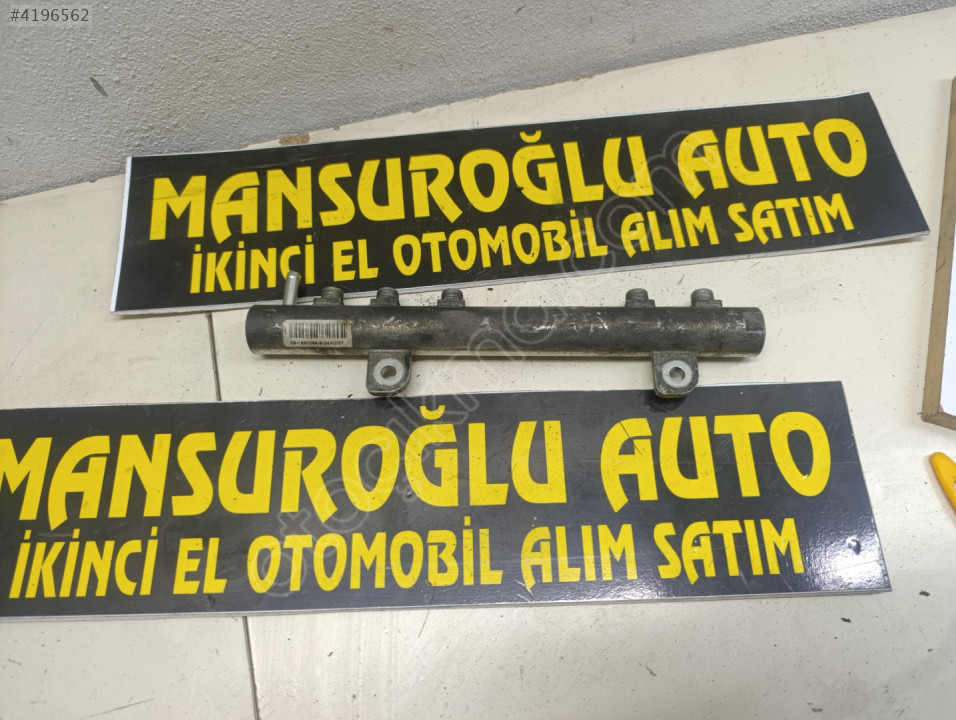 #4196562
MANSUROĞLU AUTO
İKİNCİ EL OTOMOBİL ALIM SATIM
MANSUROĞLU AUTO
İKİNCİ EL OTOMOBİL ALIM SATIM